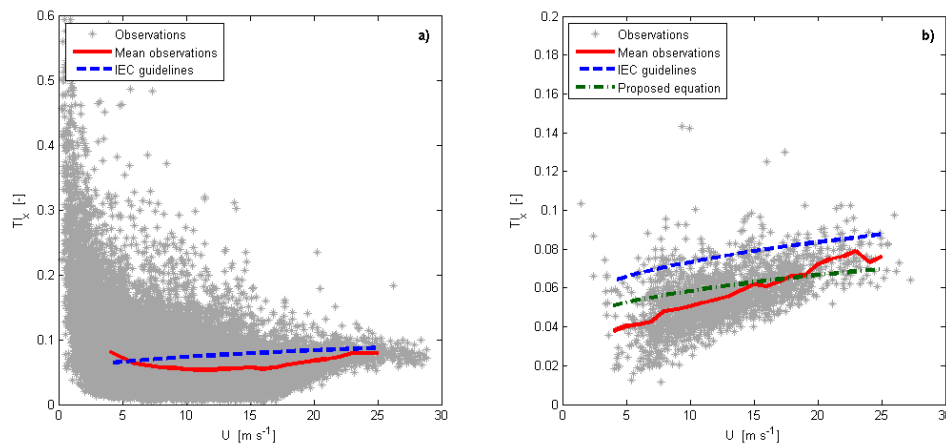 a)
Observations
Mean observations
IEC guidelines
0.6
0.5
0.4
0.3
0.2
0.1
0
TI_x [-]
0 5 10 15 20 25 30
U [m s⁻¹]
b)
Observations
Mean observations
IEC guidelines
Proposed equation
0.2
0.18
0.16
0.14
0.12
0.1
0.08
0.06
0.04
0.02
0
TI_x [-]
0 5 10 15 20 25 30
U [m s⁻¹]